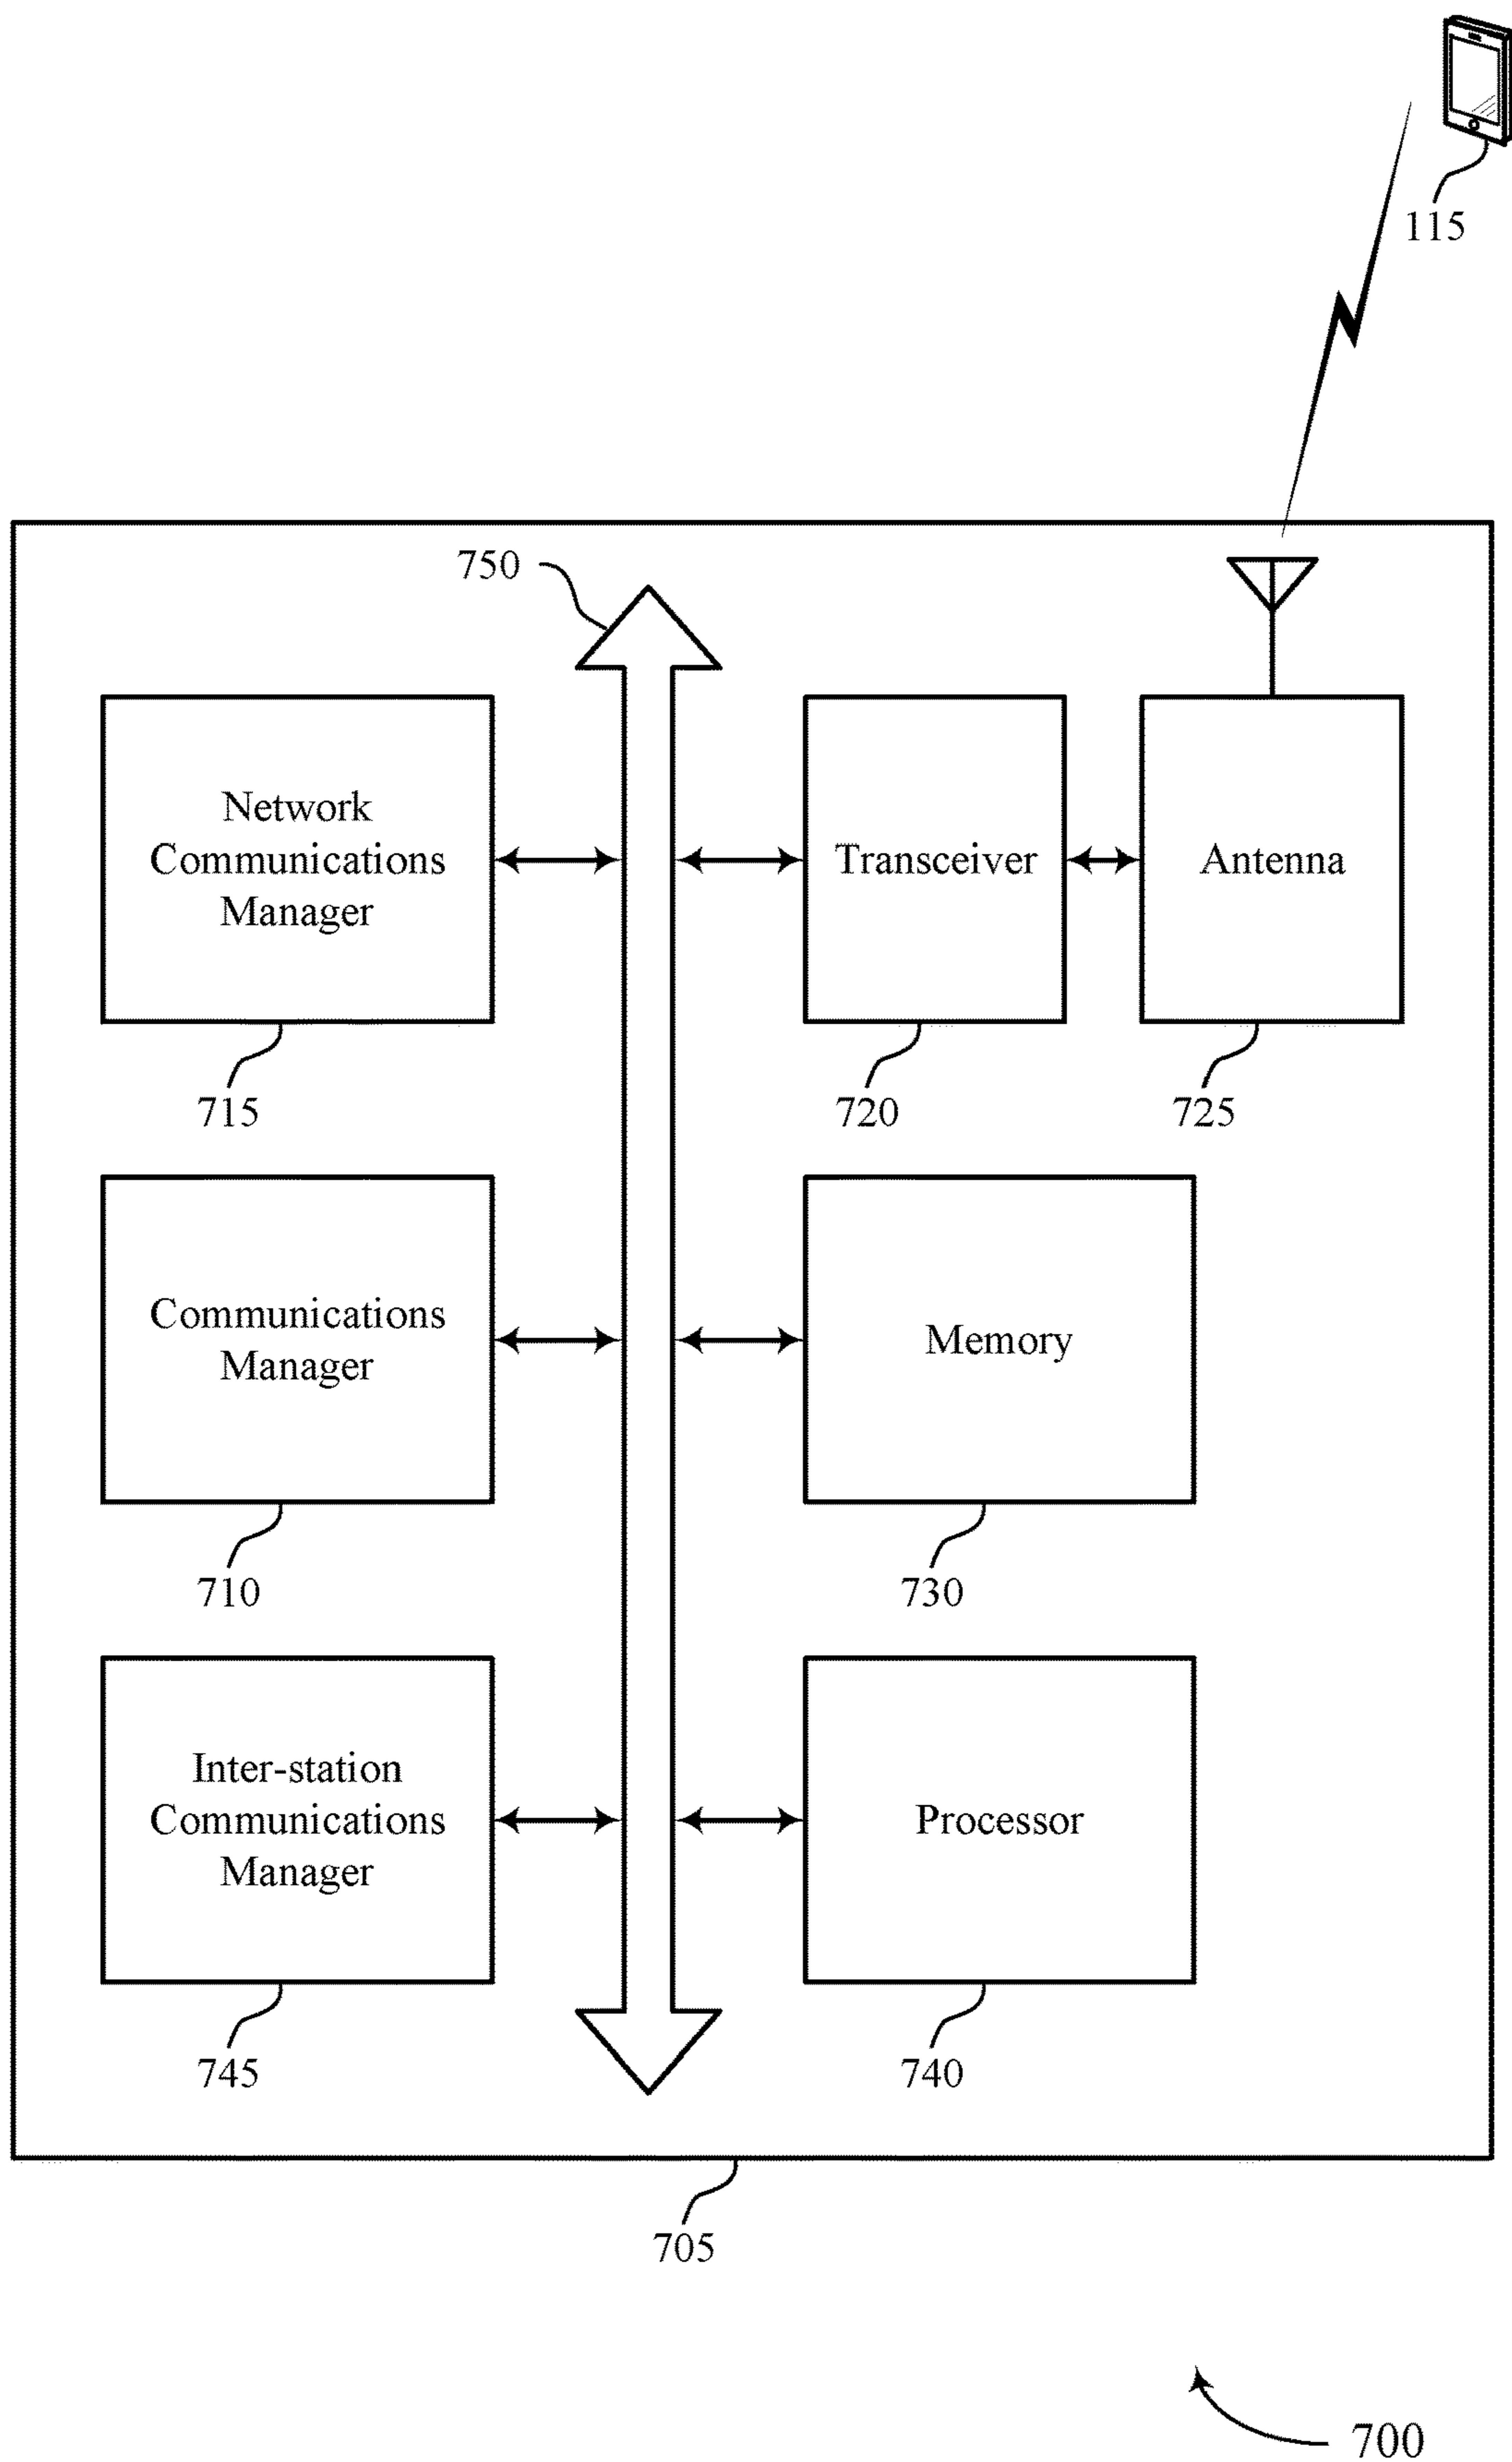 115
750
Network
Communications
Manager
Transceiver
Antenna
715
720
725
Communications
Manager
Memory
710
730
Inter-station
Communications
Manager
Processor
745
740
705
700